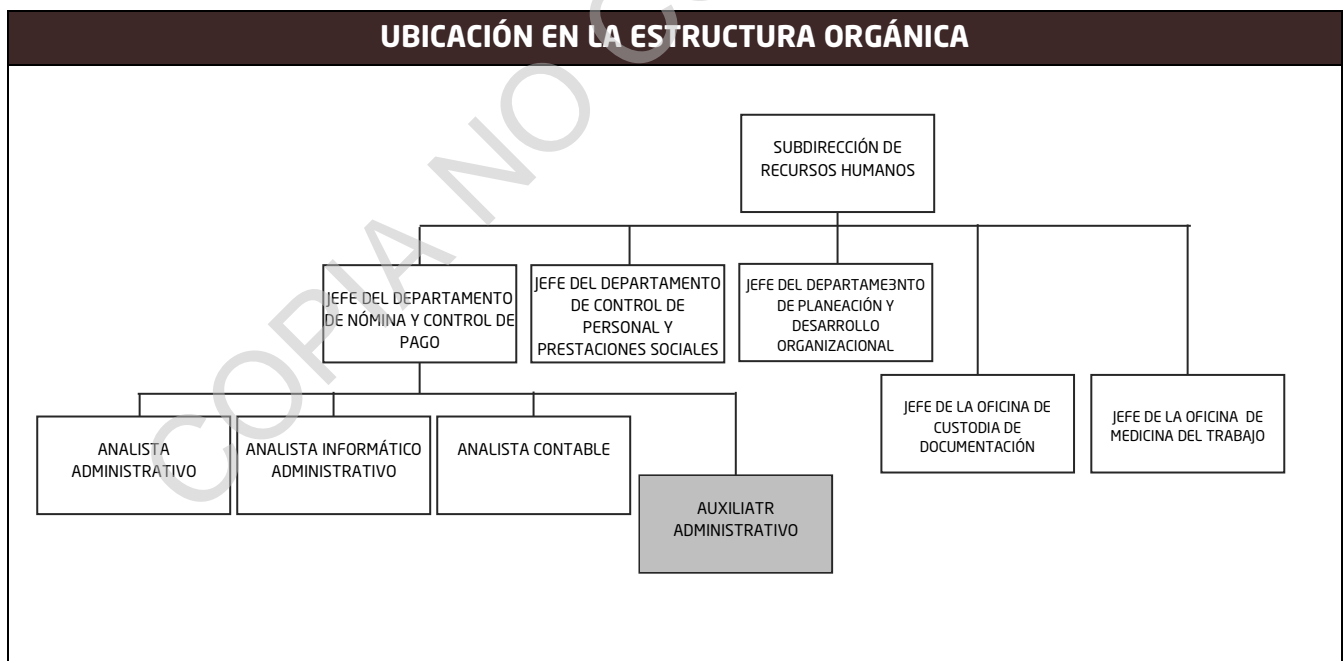 UBICACIÓN EN LA ESTRUCTURA ORGÁNICA
SUBDIRECCIÓN DE
RECURSOS HUMANOS
JEFE DEL DEPARTAMENTO
DE NÓMINA Y CONTROL DE
PAGO
JEFE DEL DEPARTAMENTO
DE CONTROL DE
PERSONAL Y
PRESTACIONES SOCIALES
JEFE DEL DEPARTAME3NTO
DE PLANEACIÓN Y
DESARROLLO
ORGANIZACIONAL
JEFE DE LA OFICINA DE
CUSTODIA DE
DOCUMENTACIÓN
JEFE DE LA OFICINA DE
MEDICINA DEL TRABAJO
ANALISTA
ADMINISTRATIVO
ANALISTA INFORMÁTICO
ADMINISTRATIVO
ANALISTA CONTABLE
AUXILIATR
ADMINISTRATIVO
COPIA NO